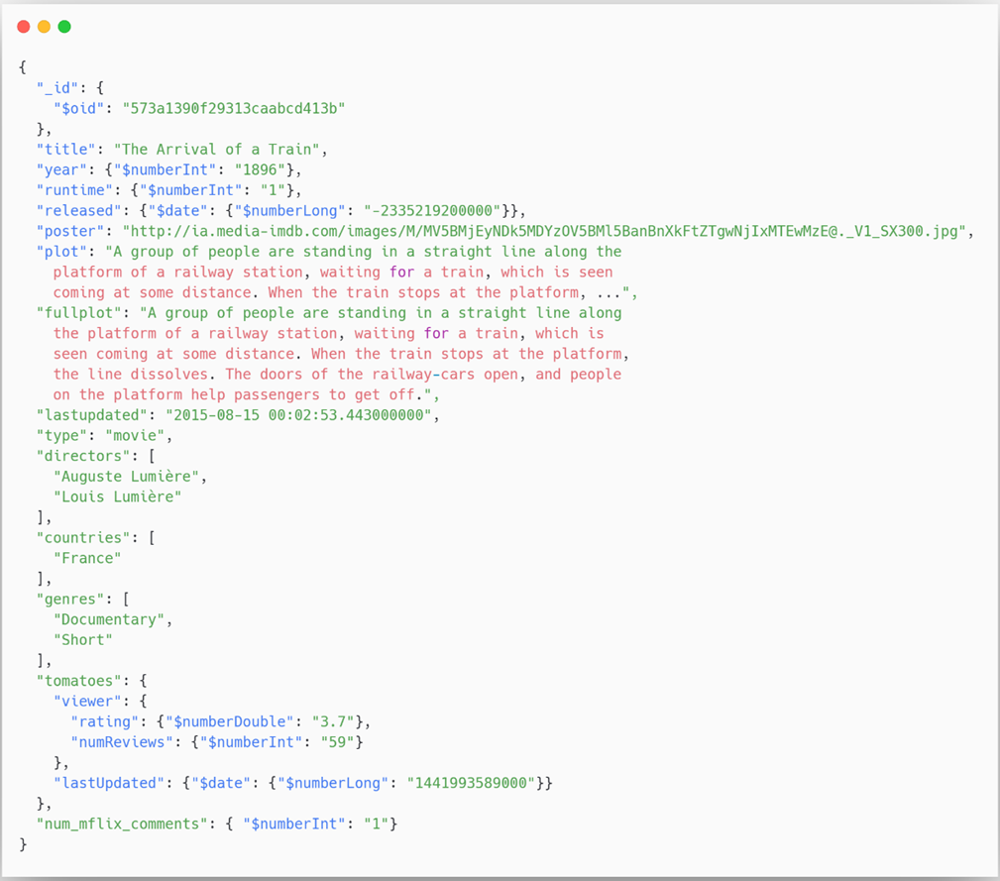 {
  "_id": {
    "$oid": "573a1390f29313caabcd413b"
  },
  "title": "The Arrival of a Train",
  "year": {"$numberInt": "1896"},
  "runtime": {"$numberInt": "1"},
  "released": {"$date": {"$numberLong": "-2335219200000"}},
  "poster": "http://ia.media-imdb.com/images/M/MV5BMjEyNDk5MDYzOV5BMl5BanBnXkFtZTgwNjIxMTEwMzE@._V1_SX300.jpg",
  "plot": "A group of people are standing in a straight line along the
    platform of a railway station, waiting for a train, which is seen
    coming at some distance. When the train stops at the platform, ...",
  "fullplot": "A group of people are standing in a straight line along
    the platform of a railway station, waiting for a train, which is
    seen coming at some distance. When the train stops at the platform,
    the line dissolves. The doors of the railway-cars open, and people
    on the platform help passengers to get off.",
  "lastupdated": "2015-08-15 00:02:53.443000000",
  "type": "movie",
  "directors": [
    "Auguste Lumière",
    "Louis Lumière"
  ],
  "countries": [
    "France"
  ],
  "genres": [
    "Documentary",
    "Short"
  ],
  "tomatoes": {
    "viewer": {
      "rating": {"$numberDouble": "3.7"},
      "numReviews": {"$numberInt": "59"}
    },
    "lastUpdated": {"$date": {"$numberLong": "1441993589000"}}
  },
  "num_mflix_comments": { "$numberInt": "1"}
}